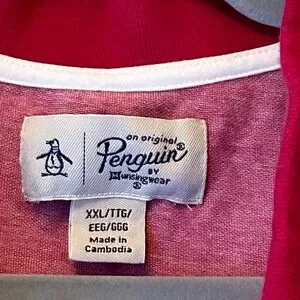 an original
Penguin®
BY
Munsingwear®
XXL/TTG/
EEG/GGG
Made in
Cambodia